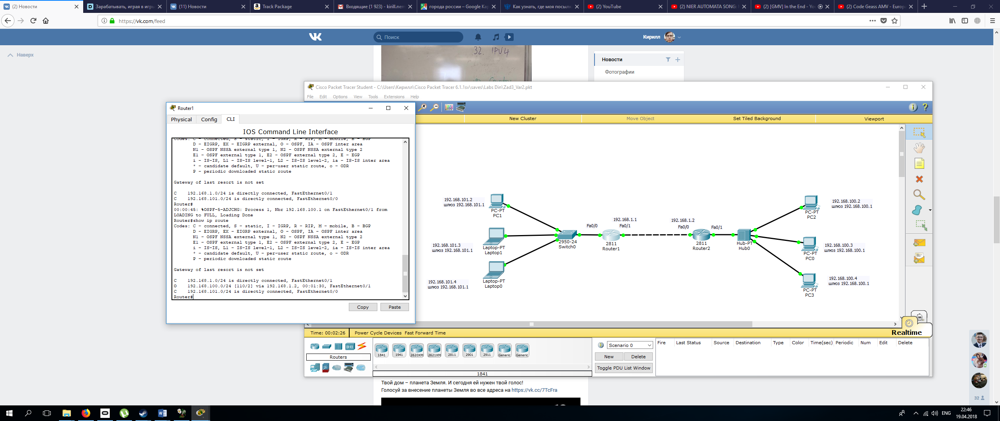 (2) Новости
Зарабатывать, играя в игры
(11) Новости
Track Package
Входящие (1 923) - kirill.nem
города россии – Google Кар
Как узнать, где моя посылк
(2) YouTube
(2) NIER AUTOMATA SONG:
(2) [GMV] In the End - You
(2) Code Geass AMV - Europ
https://vk.com/feed
Поиск
Кирилл
Наверх
32. IPV4
Country
Новости
Фотографии
Cisco Packet Tracer Student - C:\Users\Кирилл\Cisco Packet Tracer 6.1.1sv\saves\Labs Din\Zad3_Var2.pkt
File Edit Options View Tools Extensions Help
New Cluster
Move Object
Set Tiled Background
Viewport
Router1
Physical Config CLI
IOS Command Line Interface
Codes: C - connected, S - static, I - IGRP, R - RIP, M - mobile, B - BGP
D - EIGRP, EX - EIGRP external, O - OSPF, IA - OSPF inter area
N1 - OSPF NSSA external type 1, N2 - OSPF NSSA external type 2
E1 - OSPF external type 1, E2 - OSPF external type 2, E - EGP
i - IS-IS, L1 - IS-IS level-1, L2 - IS-IS level-2, ia - IS-IS inter area
* - candidate default, U - per-user static route, o - ODR
P - periodic downloaded static route
Gateway of last resort is not set
C 192.168.1.0/24 is directly connected, FastEthernet0/1
C 192.168.101.0/24 is directly connected, FastEthernet0/0
Router#
00:00:45: %OSPF-5-ADJCHG: Process 1, Nbr 192.168.100.1 on FastEthernet0/1 from
LOADING to FULL, Loading Done
Router#show ip route
Codes: C - connected, S - static, I - IGRP, R - RIP, M - mobile, B - BGP
D - EIGRP, EX - EIGRP external, O - OSPF, IA - OSPF inter area
N1 - OSPF NSSA external type 1, N2 - OSPF NSSA external type 2
E1 - OSPF external type 1, E2 - OSPF external type 2, E - EGP
i - IS-IS, L1 - IS-IS level-1, L2 - IS-IS level-2, ia - IS-IS inter area
* - candidate default, U - per-user static route, o - ODR
P - periodic downloaded static route
Gateway of last resort is not set
C 192.168.1.0/24 is directly connected, FastEthernet0/1
O 192.168.100.0/24 [110/2] via 192.168.1.2, 00:01:30, FastEthernet0/1
C 192.168.101.0/24 is directly connected, FastEthernet0/0
Router#
Copy Paste
192.168.101.2
шлюз 192.168.101.1
PC-PT
PC1
192.168.101.3
шлюз 192.168.101.1
Laptop-PT
Laptop1
192.168.101.4
шлюз 192.168.101.1
Laptop-PT
Laptop0
2950-24
Switch0
Fa0/0
192.168.1.1
Fa0/1
2811
Router1
192.168.1.2
Fa0/0
Fa0/1
2811
Router2
Hub-PT
Hub0
192.168.100.2
шлюз 192.168.100.1
PC-PT
PC2
192.168.100.3
шлюз 192.168.100.1
PC-PT
PC0
192.168.100.4
шлюз 192.168.100.1
PC-PT
PC3
Time: 00:02:26 Power Cycle Devices Fast Forward Time
Realtime
Routers
1841 1941 2620XM 2621XM 2811 2901 2911 Generic Generic
1841
Scenario 0
New Delete
Toggle PDU List Window
Fire Last Status Source Destination Type Color Time(sec) Periodic Num Edit Delete
Твой дом – планета Земля. И сегодня ей нужен твой голос!
Голосуй за внесение планеты Земля во все адреса на https://vk.cc/7TcFra
32
ENG
22:46
19.04.2018